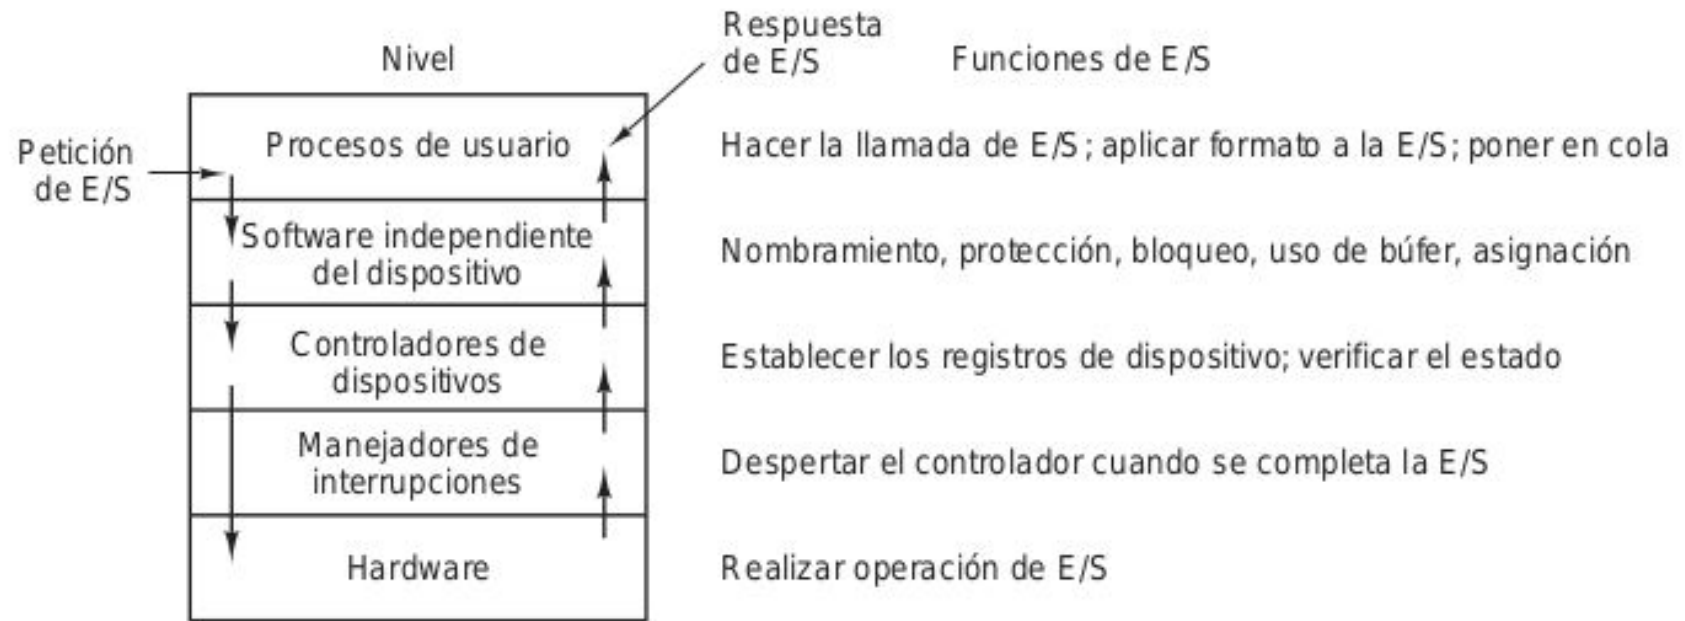 Nivel
Respuesta
de E/S
Funciones de E/S
Petición
de E/S
Procesos de usuario
Hacer la llamada de E/S; aplicar formato a la E/S; poner en cola
Software independiente
del dispositivo
Nombramiento, protección, bloqueo, uso de búfer, asignación
Controladores de
dispositivos
Establecer los registros de dispositivo; verificar el estado
Manejadores de
interrupciones
Despertar el controlador cuando se completa la E/S
Hardware
Realizar operación de E/S